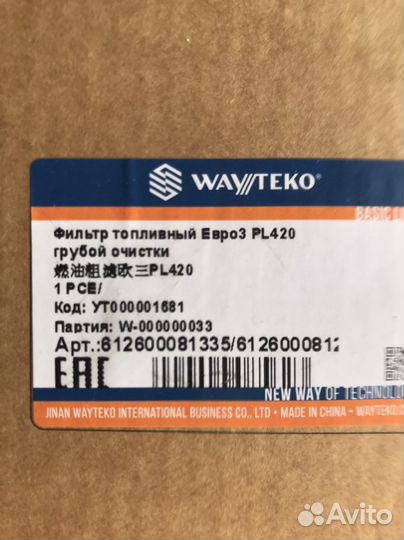 WAYTEKO®
BASIC L
Фильтр топливный Евро3 PL420
грубой очистки
燃油粗滤欧三PL420
1 PCE/
Код: УТ000001681
Партия: W-000000033
Арт.:612600081335/6126000812
EAC
NEW WAY OF TECHNOLO
JINAN WAYTEKO INTERNATIONAL BUSINESS CO., LTD • MADE IN CHINA • WAYTEKO
Avito